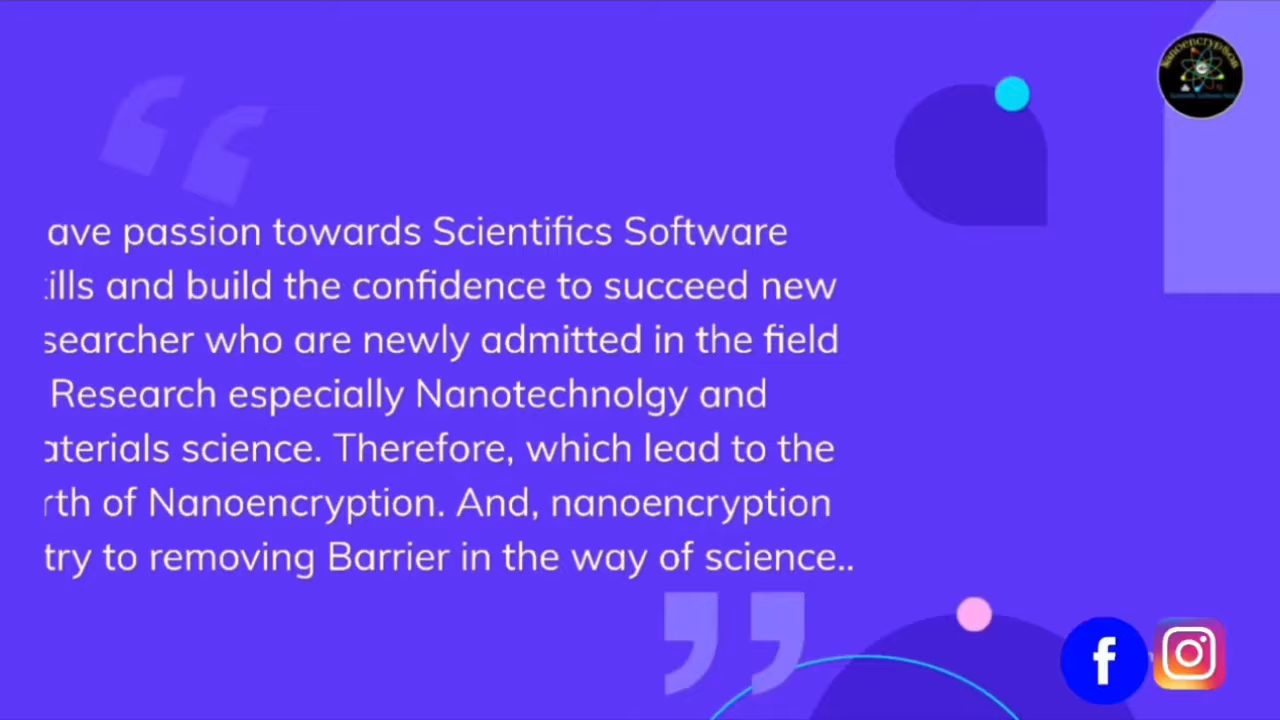 Nanoencryption
ave passion towards Scientifics Software
ills and build the confidence to succeed new
searcher who are newly admitted in the field
Research especially Nanotechnolgy and
aterials science. Therefore, which lead to the
rth of Nanoencryption. And, nanoencryption
try to removing Barrier in the way of science..